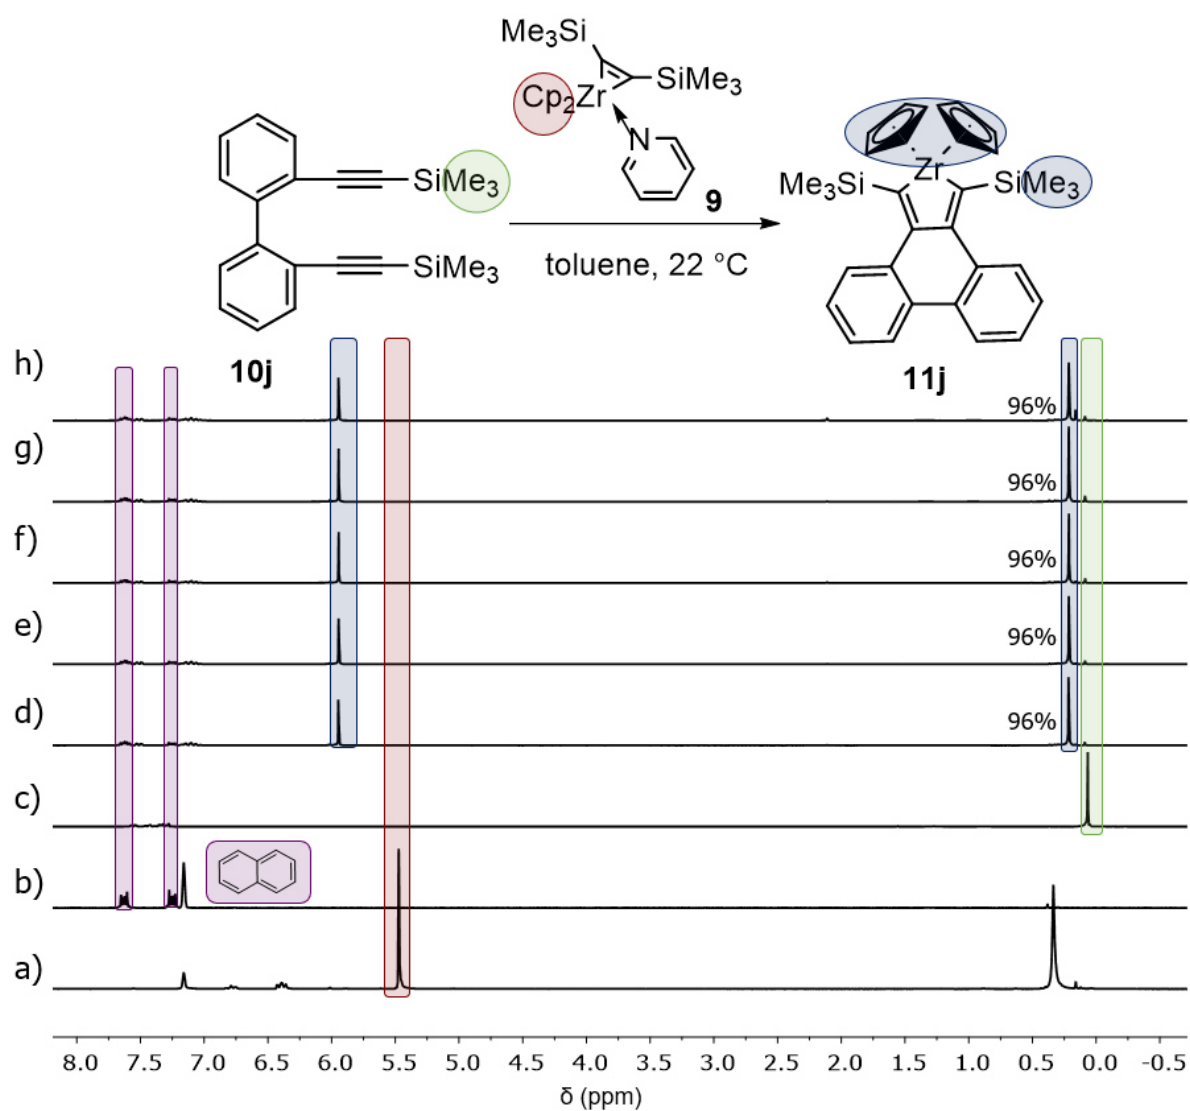 Me₃Si
SiMe₃
Cp₂Zr
N
9
SiMe₃
SiMe₃
10j
toluene, 22 °C
Zr
Me₃Si
SiMe₃
11j
h)
96%
g)
96%
f)
96%
e)
96%
d)
96%
c)
b)
a)
8.0 7.5 7.0 6.5 6.0 5.5 5.0 4.5 4.0 3.5 3.0 2.5 2.0 1.5 1.0 0.5 0.0 -0.5
δ (ppm)